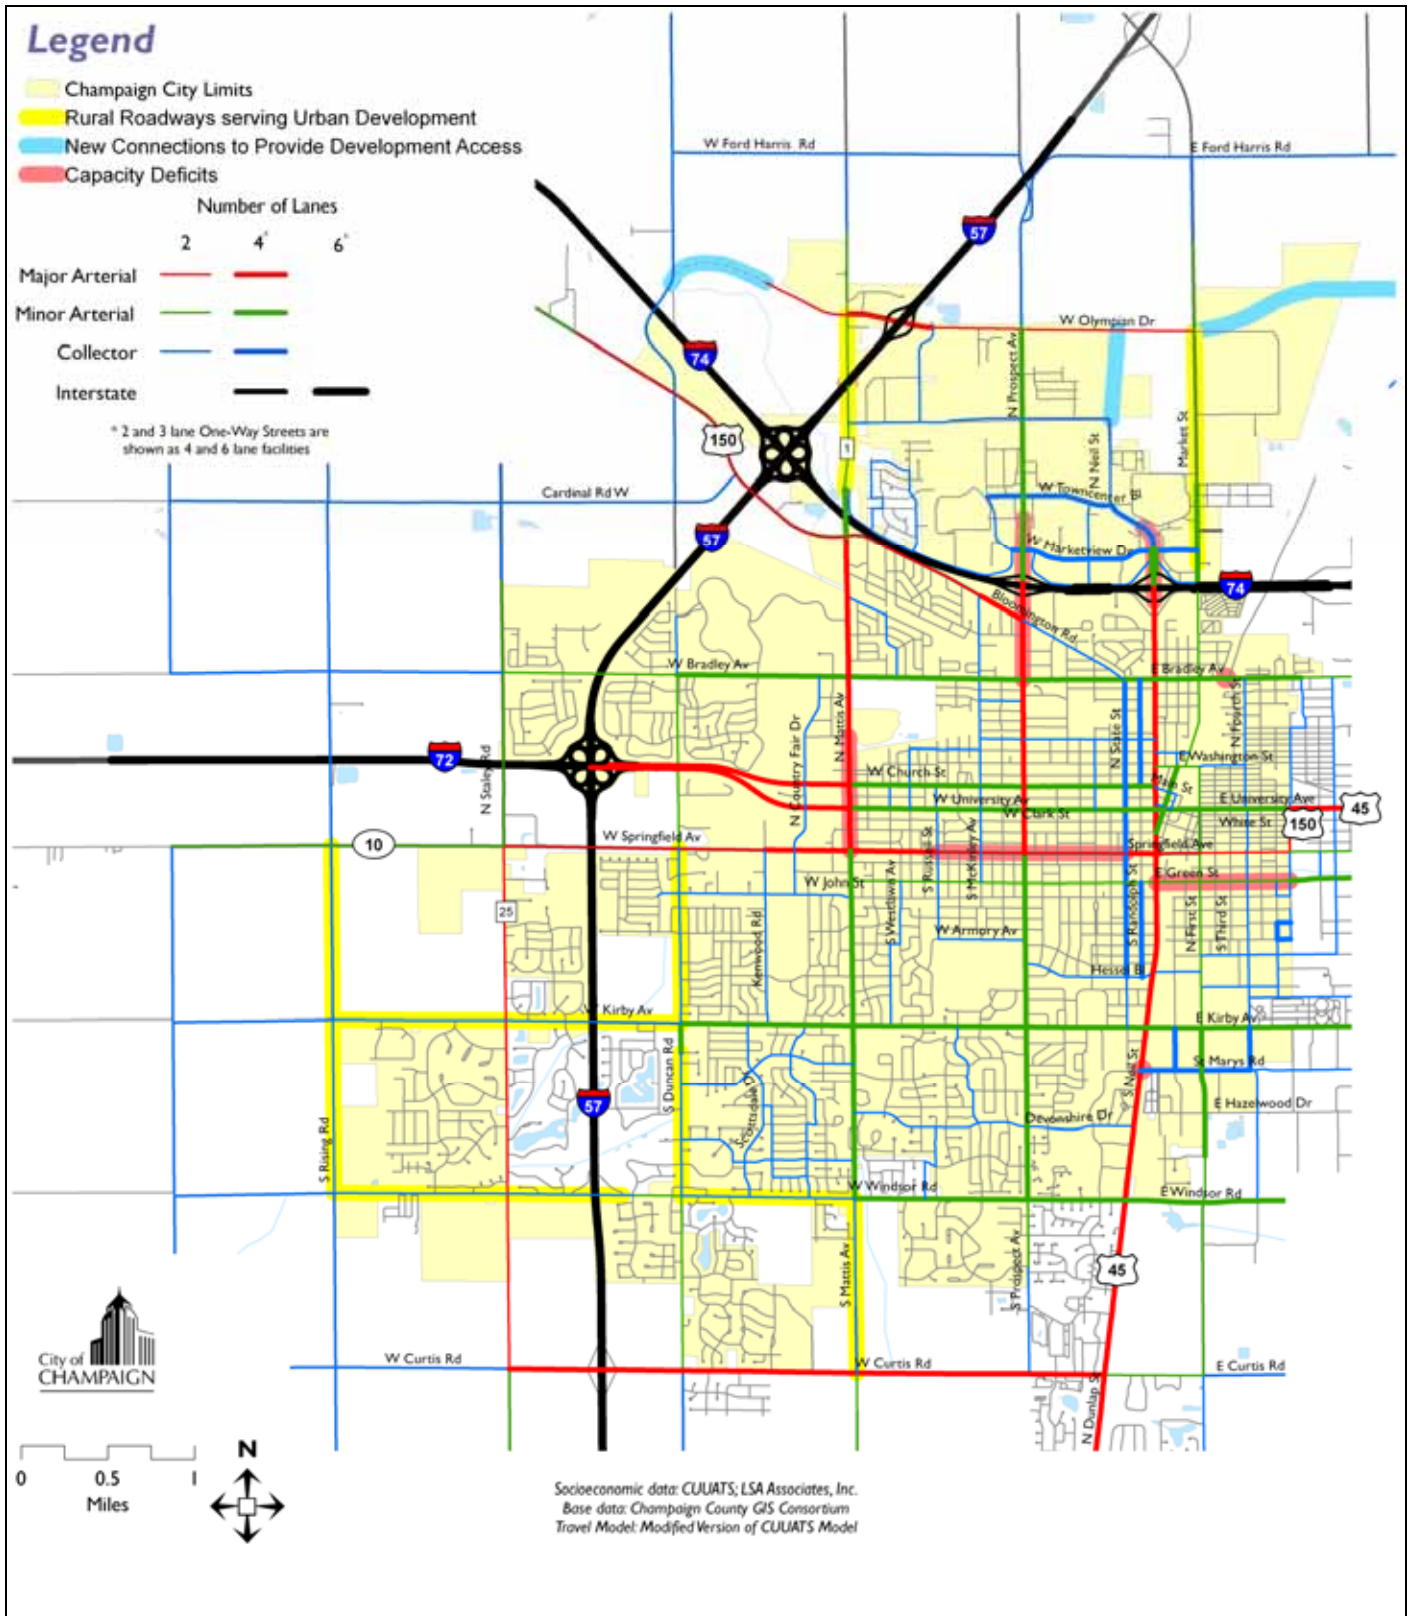 Legend
Champaign City Limits
Rural Roadways serving Urban Development
New Connections to Provide Development Access
Capacity Deficits
Number of Lanes
2 4* 6*
Major Arterial
Minor Arterial
Collector
Interstate
* 2 and 3 lane One-Way Streets are
shown as 4 and 6 lane facilities
W Ford Harris Rd
E Ford Harris Rd
57
74
W Olympian Dr
N Prospect Av
150
1
N Neil St
Market St
Cardinal Rd W
W Towncenter Bl
57
W Marketview Dr
74
Bloomington Rd
W Bradley Av
E Bradley Av
N Mattis Av
N Country Fair Dr
N State St
N Fourth St
72
N Staley Rd
E Washington St
W Church St
Main St
W University Av
E University Ave
45
W Clark St
White St
150
10
W Springfield Av
Springfield Ave
S Russell St
S McKinley Av
W John St
E Green St
25
S Westlawn Av
S Randolph St
N First St
S Third St
Kenwood Rd
W Armory Av
Hessel Bl
W Kirby Av
E Kirby Av
S Duncan Rd
S Neil St
St Marys Rd
57
Scottsdale Dr
E Hazelwood Dr
Devonshire Dr
S Rising Rd
W Windsor Rd
E Windsor Rd
S Mattis Av
S Prospect Av
45
City of
CHAMPAIGN
W Curtis Rd
W Curtis Rd
E Curtis Rd
N Dunlap St
N
0 0.5 1
Miles
Socioeconomic data: CUUATS; LSA Associates, Inc.
Base data: Champaign County GIS Consortium
Travel Model: Modified Version of CUUATS Model